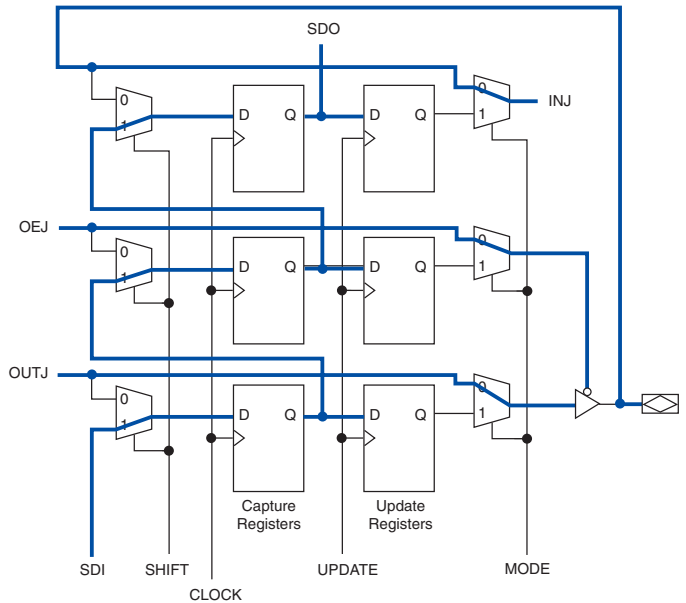 SDO
0
1
D Q
D Q
0
1
INJ
OEJ
0
1
D Q
D Q
0
1
OUTJ
0
1
D Q
D Q
0
1
Capture
Registers
Update
Registers
SDI
SHIFT
CLOCK
UPDATE
MODE